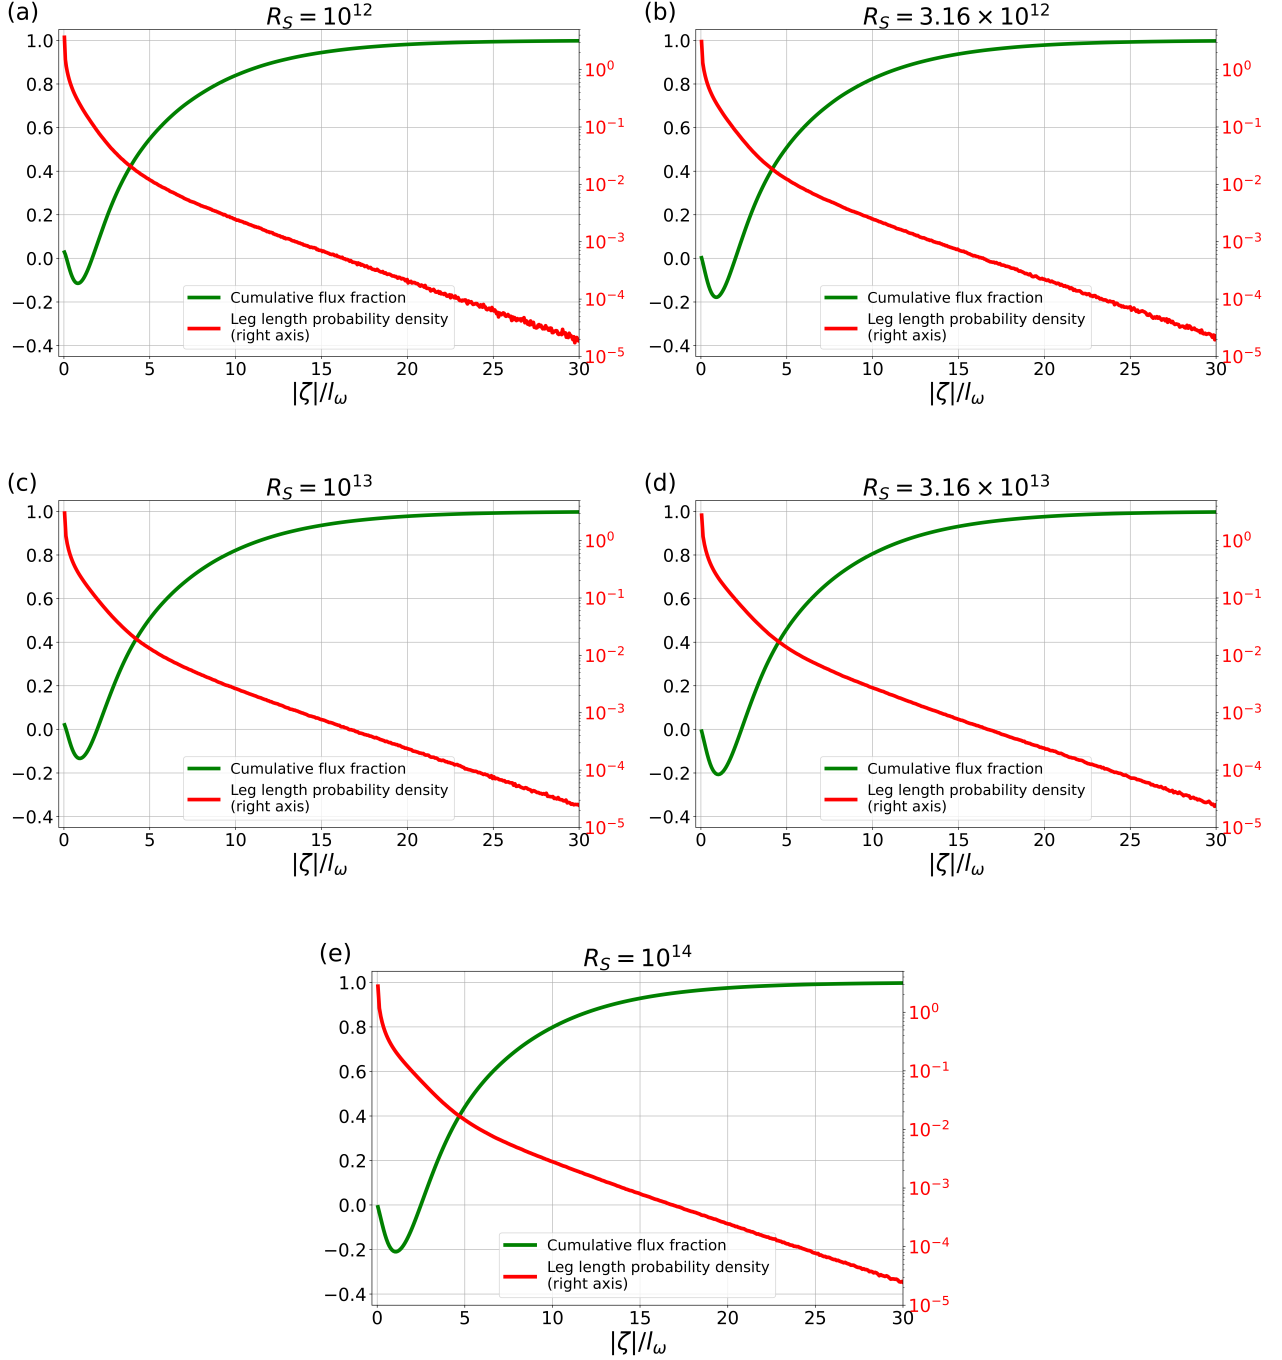 (a)
R_S = 10^12
1.0
0.8
0.6
0.4
0.2
0.0
−0.2
−0.4
10^0
10^−1
10^−2
10^−3
10^−4
10^−5
Cumulative flux fraction
Leg length probability density
(right axis)
0 5 10 15 20 25 30
|ζ|/l_ω
(b)
R_S = 3.16 × 10^12
1.0
0.8
0.6
0.4
0.2
0.0
−0.2
−0.4
10^0
10^−1
10^−2
10^−3
10^−4
10^−5
Cumulative flux fraction
Leg length probability density
(right axis)
0 5 10 15 20 25 30
|ζ|/l_ω
(c)
R_S = 10^13
1.0
0.8
0.6
0.4
0.2
0.0
−0.2
−0.4
10^0
10^−1
10^−2
10^−3
10^−4
10^−5
Cumulative flux fraction
Leg length probability density
(right axis)
0 5 10 15 20 25 30
|ζ|/l_ω
(d)
R_S = 3.16 × 10^13
1.0
0.8
0.6
0.4
0.2
0.0
−0.2
−0.4
10^0
10^−1
10^−2
10^−3
10^−4
10^−5
Cumulative flux fraction
Leg length probability density
(right axis)
0 5 10 15 20 25 30
|ζ|/l_ω
(e)
R_S = 10^14
1.0
0.8
0.6
0.4
0.2
0.0
−0.2
−0.4
10^0
10^−1
10^−2
10^−3
10^−4
10^−5
Cumulative flux fraction
Leg length probability density
(right axis)
0 5 10 15 20 25 30
|ζ|/l_ω